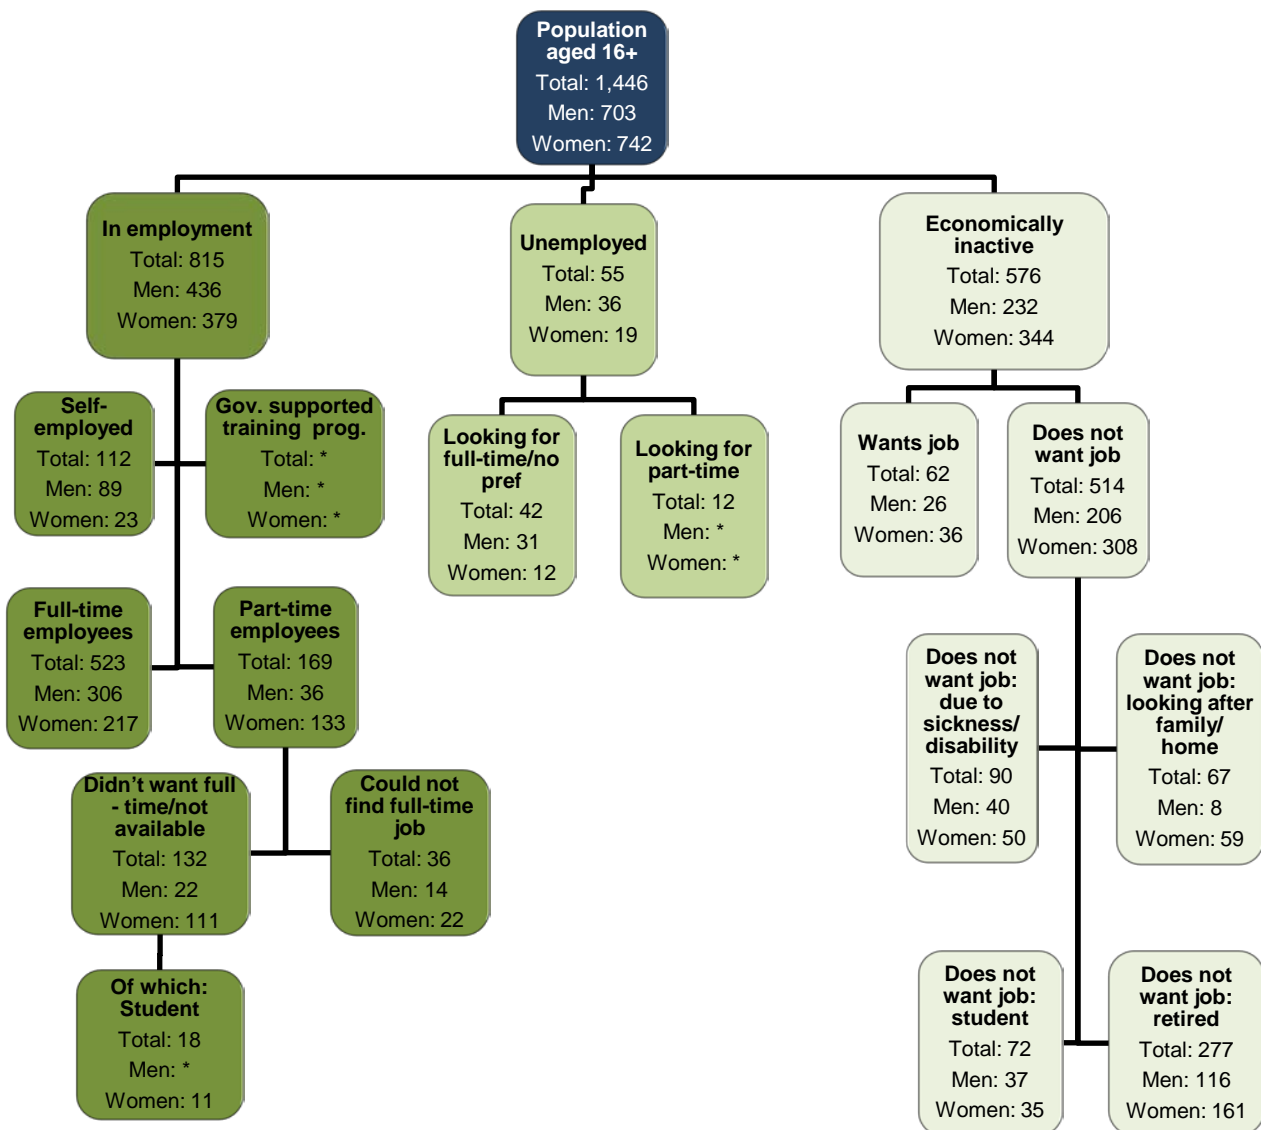 Population
aged 16+
Total: 1,446
Men: 703
Women: 742
In employment
Total: 815
Men: 436
Women: 379
Unemployed
Total: 55
Men: 36
Women: 19
Economically
inactive
Total: 576
Men: 232
Women: 344
Self-
employed
Total: 112
Men: 89
Women: 23
Gov. supported
training prog.
Total: *
Men: *
Women: *
Looking for
full-time/no
pref
Total: 42
Men: 31
Women: 12
Looking for
part-time
Total: 12
Men: *
Women: *
Wants job
Total: 62
Men: 26
Women: 36
Does not
want job
Total: 514
Men: 206
Women: 308
Full-time
employees
Total: 523
Men: 306
Women: 217
Part-time
employees
Total: 169
Men: 36
Women: 133
Does not
want job:
due to
sickness/
disability
Total: 90
Men: 40
Women: 50
Does not
want job:
looking after
family/
home
Total: 67
Men: 8
Women: 59
Didn’t want full
- time/not
available
Total: 132
Men: 22
Women: 111
Could not
find full-time
job
Total: 36
Men: 14
Women: 22
Of which:
Student
Total: 18
Men: *
Women: 11
Does not
want job:
student
Total: 72
Men: 37
Women: 35
Does not
want job:
retired
Total: 277
Men: 116
Women: 161